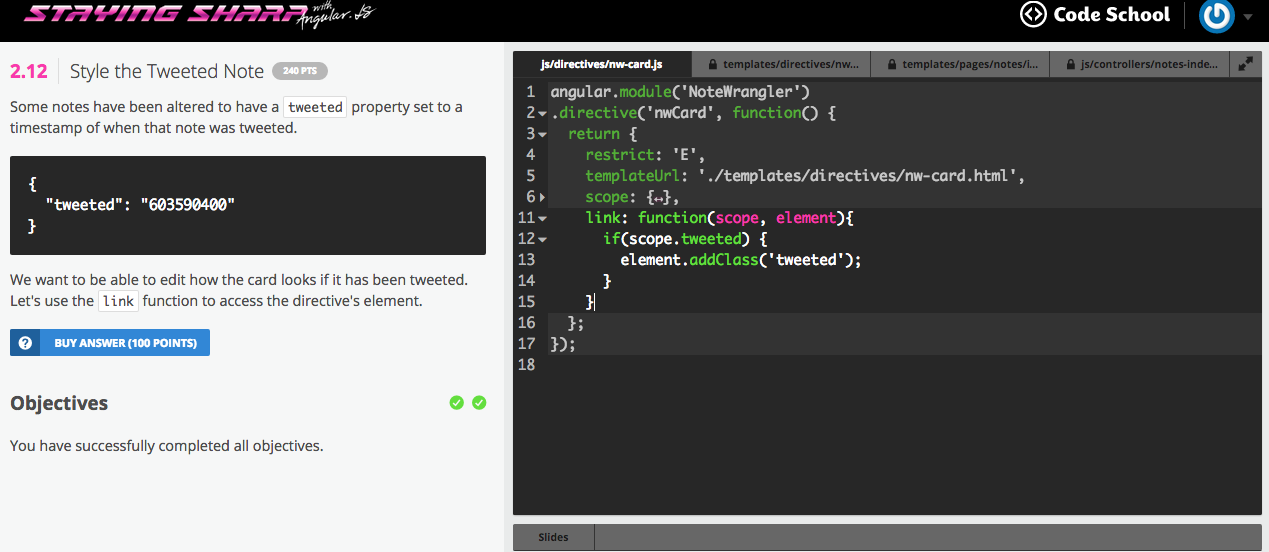 STAYING SHARP with Angular.JS
Code School
2.12 Style the Tweeted Note 240 PTS
Some notes have been altered to have a tweeted property set to a
timestamp of when that note was tweeted.
{
"tweeted": "603590400"
}
We want to be able to edit how the card looks if it has been tweeted.
Let's use the link function to access the directive's element.
? BUY ANSWER (100 POINTS)
Objectives
You have successfully completed all objectives.
js/directives/nw-card.js templates/directives/nw... templates/pages/notes/i... js/controllers/notes-inde...
1 angular.module('NoteWrangler')
2 .directive('nwCard', function() {
3 return {
4 restrict: 'E',
5 templateUrl: './templates/directives/nw-card.html',
6 scope: {↔},
11 link: function(scope, element){
12 if(scope.tweeted) {
13 element.addClass('tweeted');
14 }
15 }
16 };
17 });
18
Slides